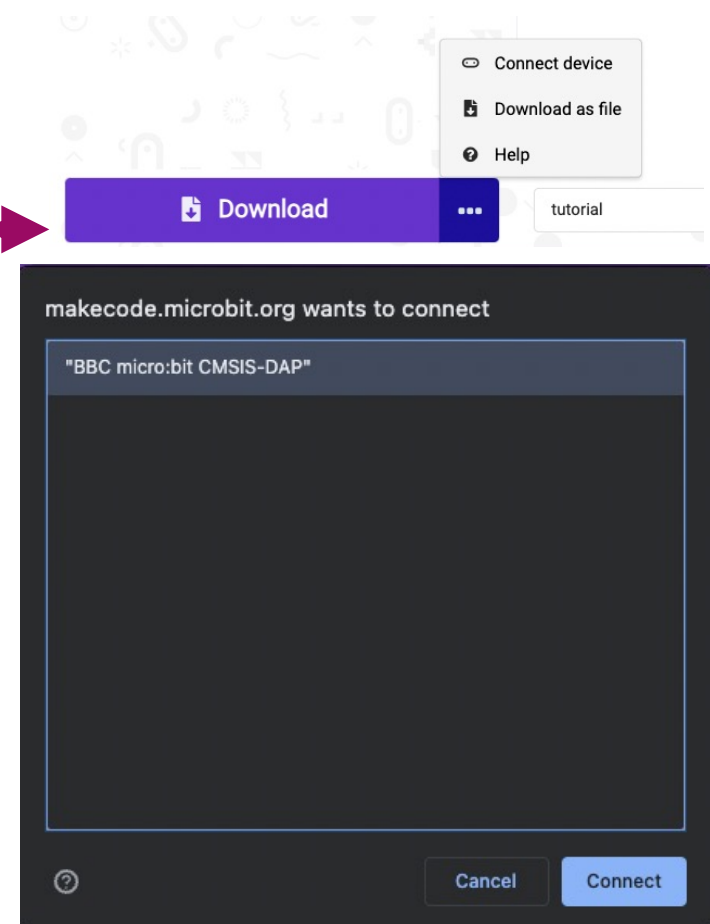 Connect device
Download as file
Help
Download
tutorial
makecode.microbit.org wants to connect
"BBC micro:bit CMSIS-DAP"
Cancel
Connect